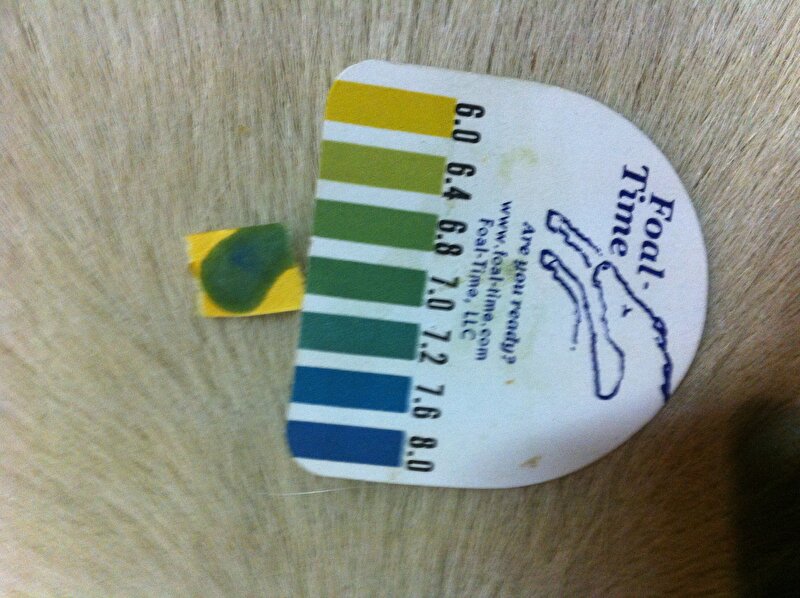 Foal-
Time
Are you ready?
www.foal-time.com
Foal-Time, LLC
6.0 6.4 6.8 7.0 7.2 7.6 8.0